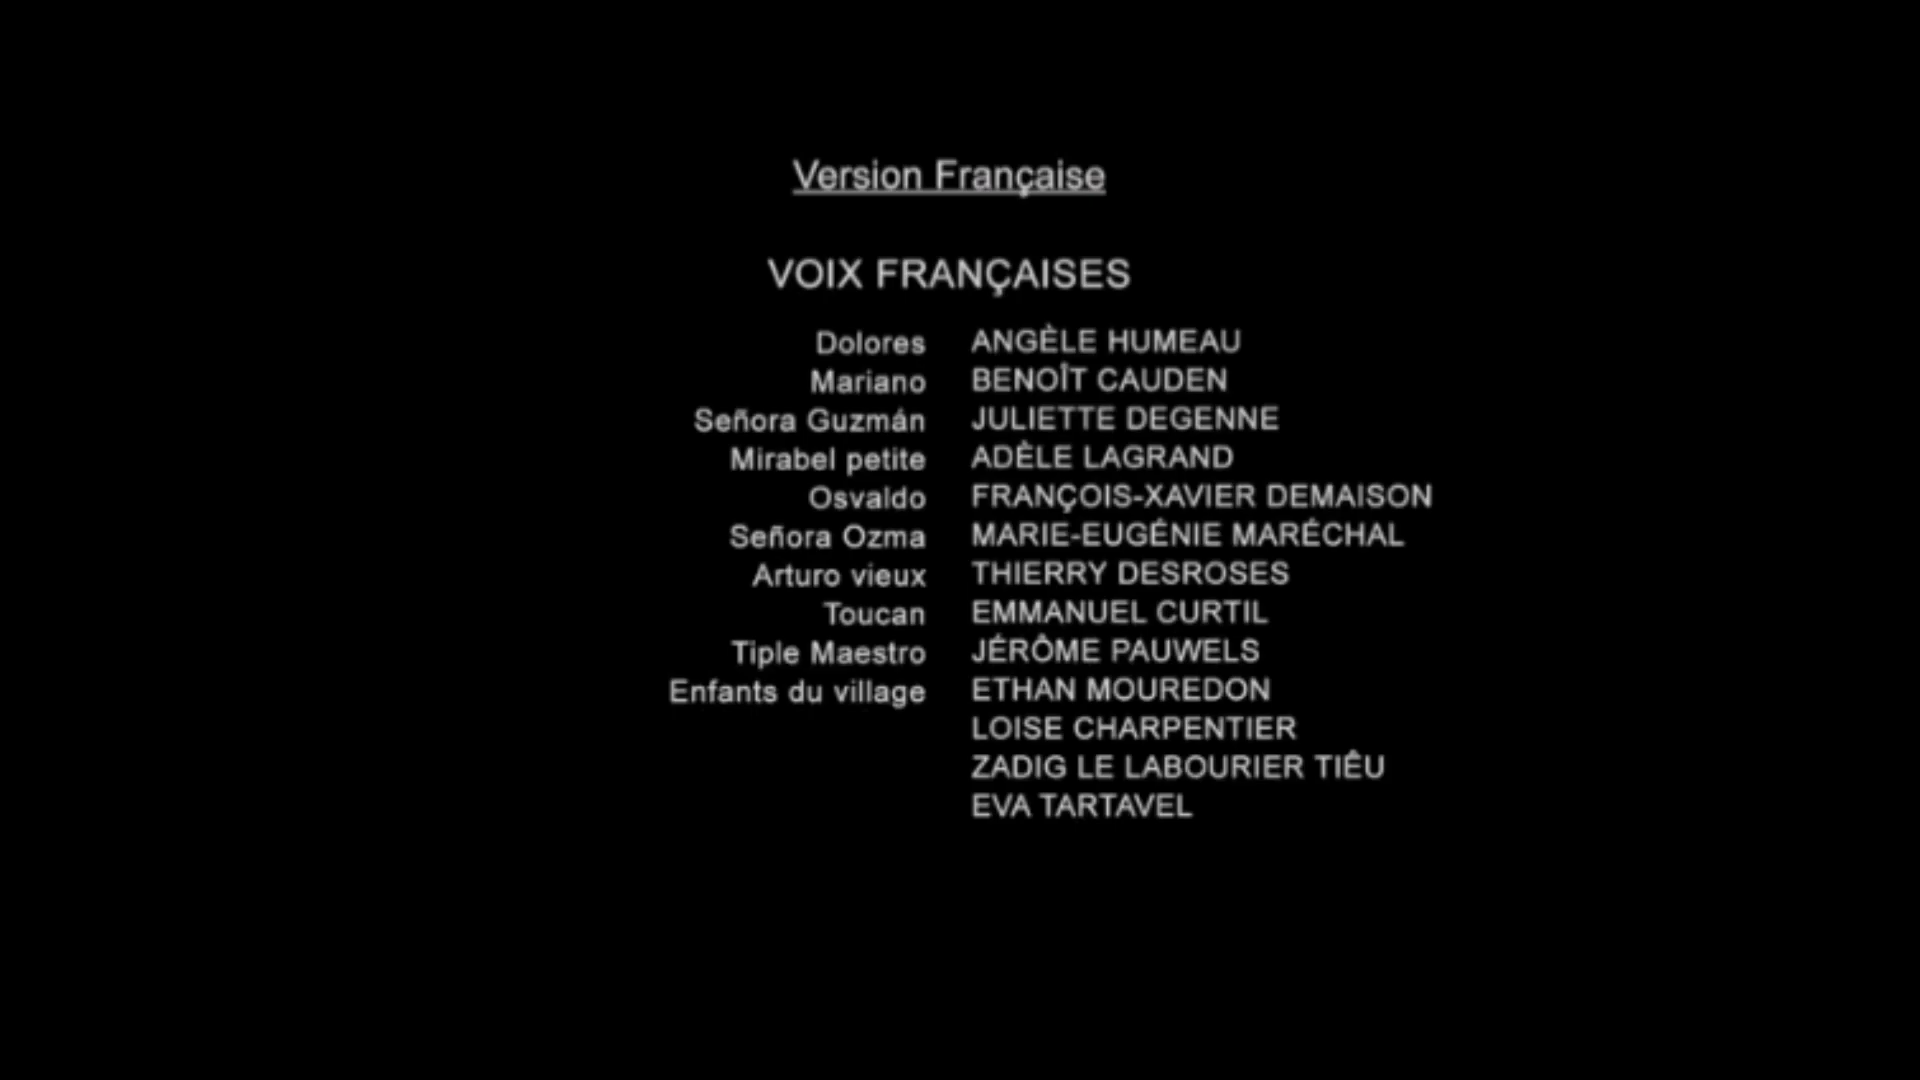 Version Française
VOIX FRANÇAISES
Dolores ANGÈLE HUMEAU
Mariano BENOÎT CAUDEN
Señora Guzmán JULIETTE DEGENNE
Mirabel petite ADÈLE LAGRAND
Osvaldo FRANÇOIS-XAVIER DEMAISON
Señora Ozma MARIE-EUGÉNIE MARÉCHAL
Arturo vieux THIERRY DESROSES
Toucan EMMANUEL CURTIL
Tiple Maestro JÉRÔME PAUWELS
Enfants du village ETHAN MOUREDON
LOISE CHARPENTIER
ZADIG LE LABOURIER TIÊU
EVA TARTAVEL